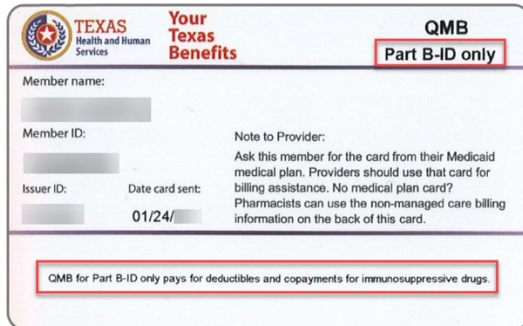 TEXAS
Health and Human
Services
Your
Texas
Benefits
QMB
Part B-ID only
Member name:
Member ID:
Note to Provider:
Ask this member for the card from their Medicaid
medical plan. Providers should use that card for
billing assistance. No medical plan card?
Pharmacists can use the non-managed care billing
information on the back of this card.
Issuer ID:
Date card sent:
01/24/
QMB for Part B-ID only pays for deductibles and copayments for immunosuppressive drugs.